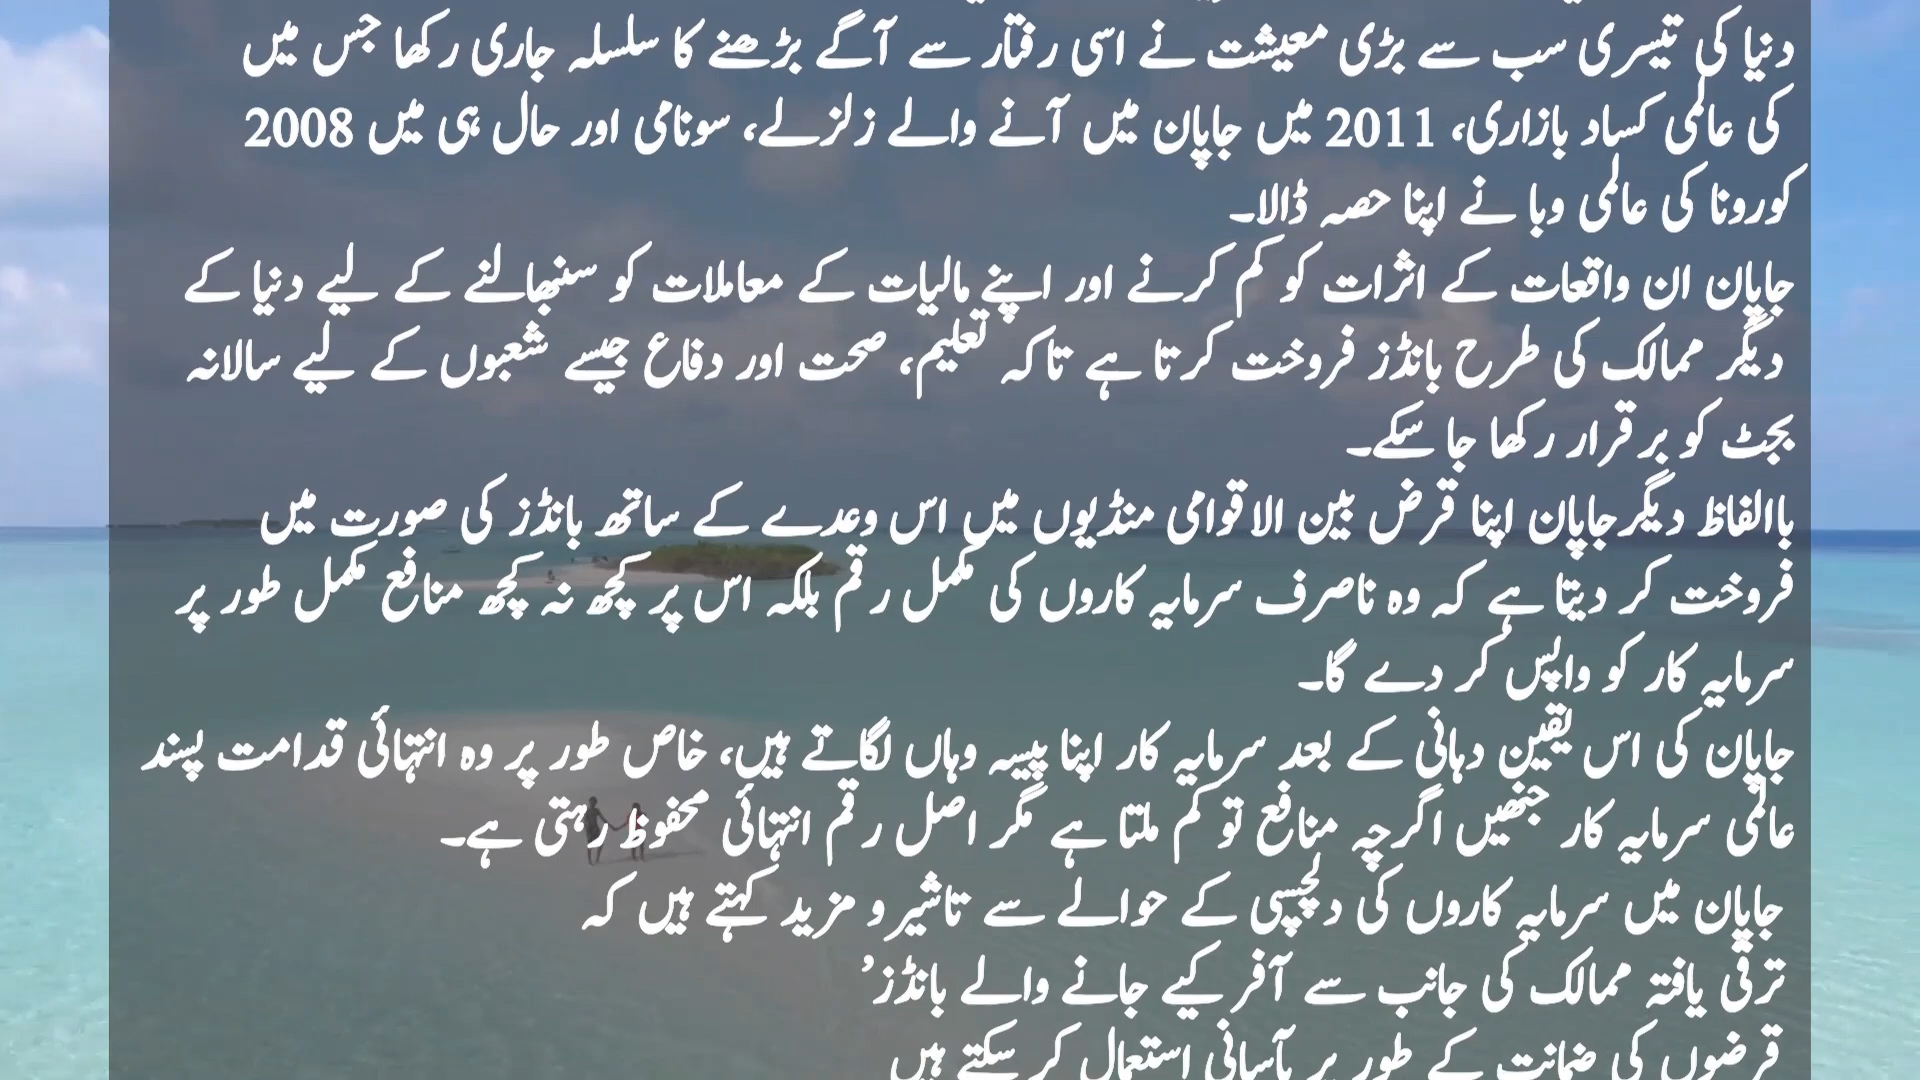 دنیا کی تیسری سب سے بڑی معیشت نے اسی رفتار سے آگے بڑھنے کا سلسلہ جاری رکھا جس میں
کی عالمی کساد بازاری، 2011 میں جاپان میں آنے والے زلزلے، سونامی اور حال ہی میں 2008
کورونا کی عالمی وبا نے اپنا حصہ ڈالا۔
جاپان ان واقعات کے اثرات کو کم کرنے اور اپنے مالیات کے معاملات کو سنبھالنے کے لیے دنیا کے
دیگر ممالک کی طرح بانڈز فروخت کرتا ہے تاکہ تعلیم، صحت اور دفاع جیسے شعبوں کے لیے سالانہ
بجٹ کو برقرار رکھا جا سکے۔
باالفاظ دیگرجاپان اپنا قرض بین الاقوامی منڈیوں میں اس وعدے کے ساتھ بانڈز کی صورت میں
فروخت کر دیتا ہے کہ وہ ناصرف سرمایہ کاروں کی مکمل رقم بلکہ اس پر کچھ نہ کچھ منافع مکمل طور پر
سرمایہ کار کو واپس کر دے گا۔
جاپان کی اس یقین دہانی کے بعد سرمایہ کار اپنا پیسہ وہاں لگاتے ہیں، خاص طور پر وہ انتہائی قدامت پسند
عالمی سرمایہ کار جنھیں اگرچہ منافع تو کم ملتا ہے مگر اصل رقم انتہائی محفوظ رہتی ہے۔
جاپان میں سرمایہ کاروں کی دلچسپی کے حوالے سے تاشیرو مزید کہتے ہیں کہ
ترقی یافتہ ممالک کی جانب سے آفر کیے جانے والے بانڈز’
قرضوں کی ضمانت کے طور پر بآسانی استعمال کر سکتے ہیں